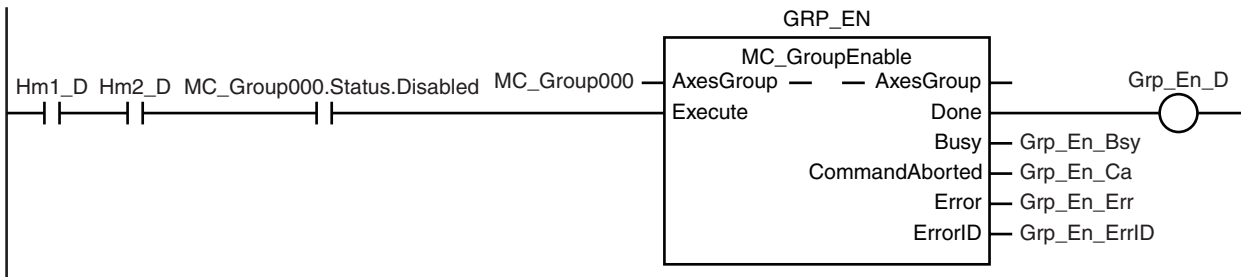 GRP_EN
MC_GroupEnable
Hm1_D Hm2_D MC_Group000.Status.Disabled MC_Group000 AxesGroup AxesGroup Grp_En_D
Execute Done
Busy Grp_En_Bsy
CommandAborted Grp_En_Ca
Error Grp_En_Err
ErrorID Grp_En_ErrID